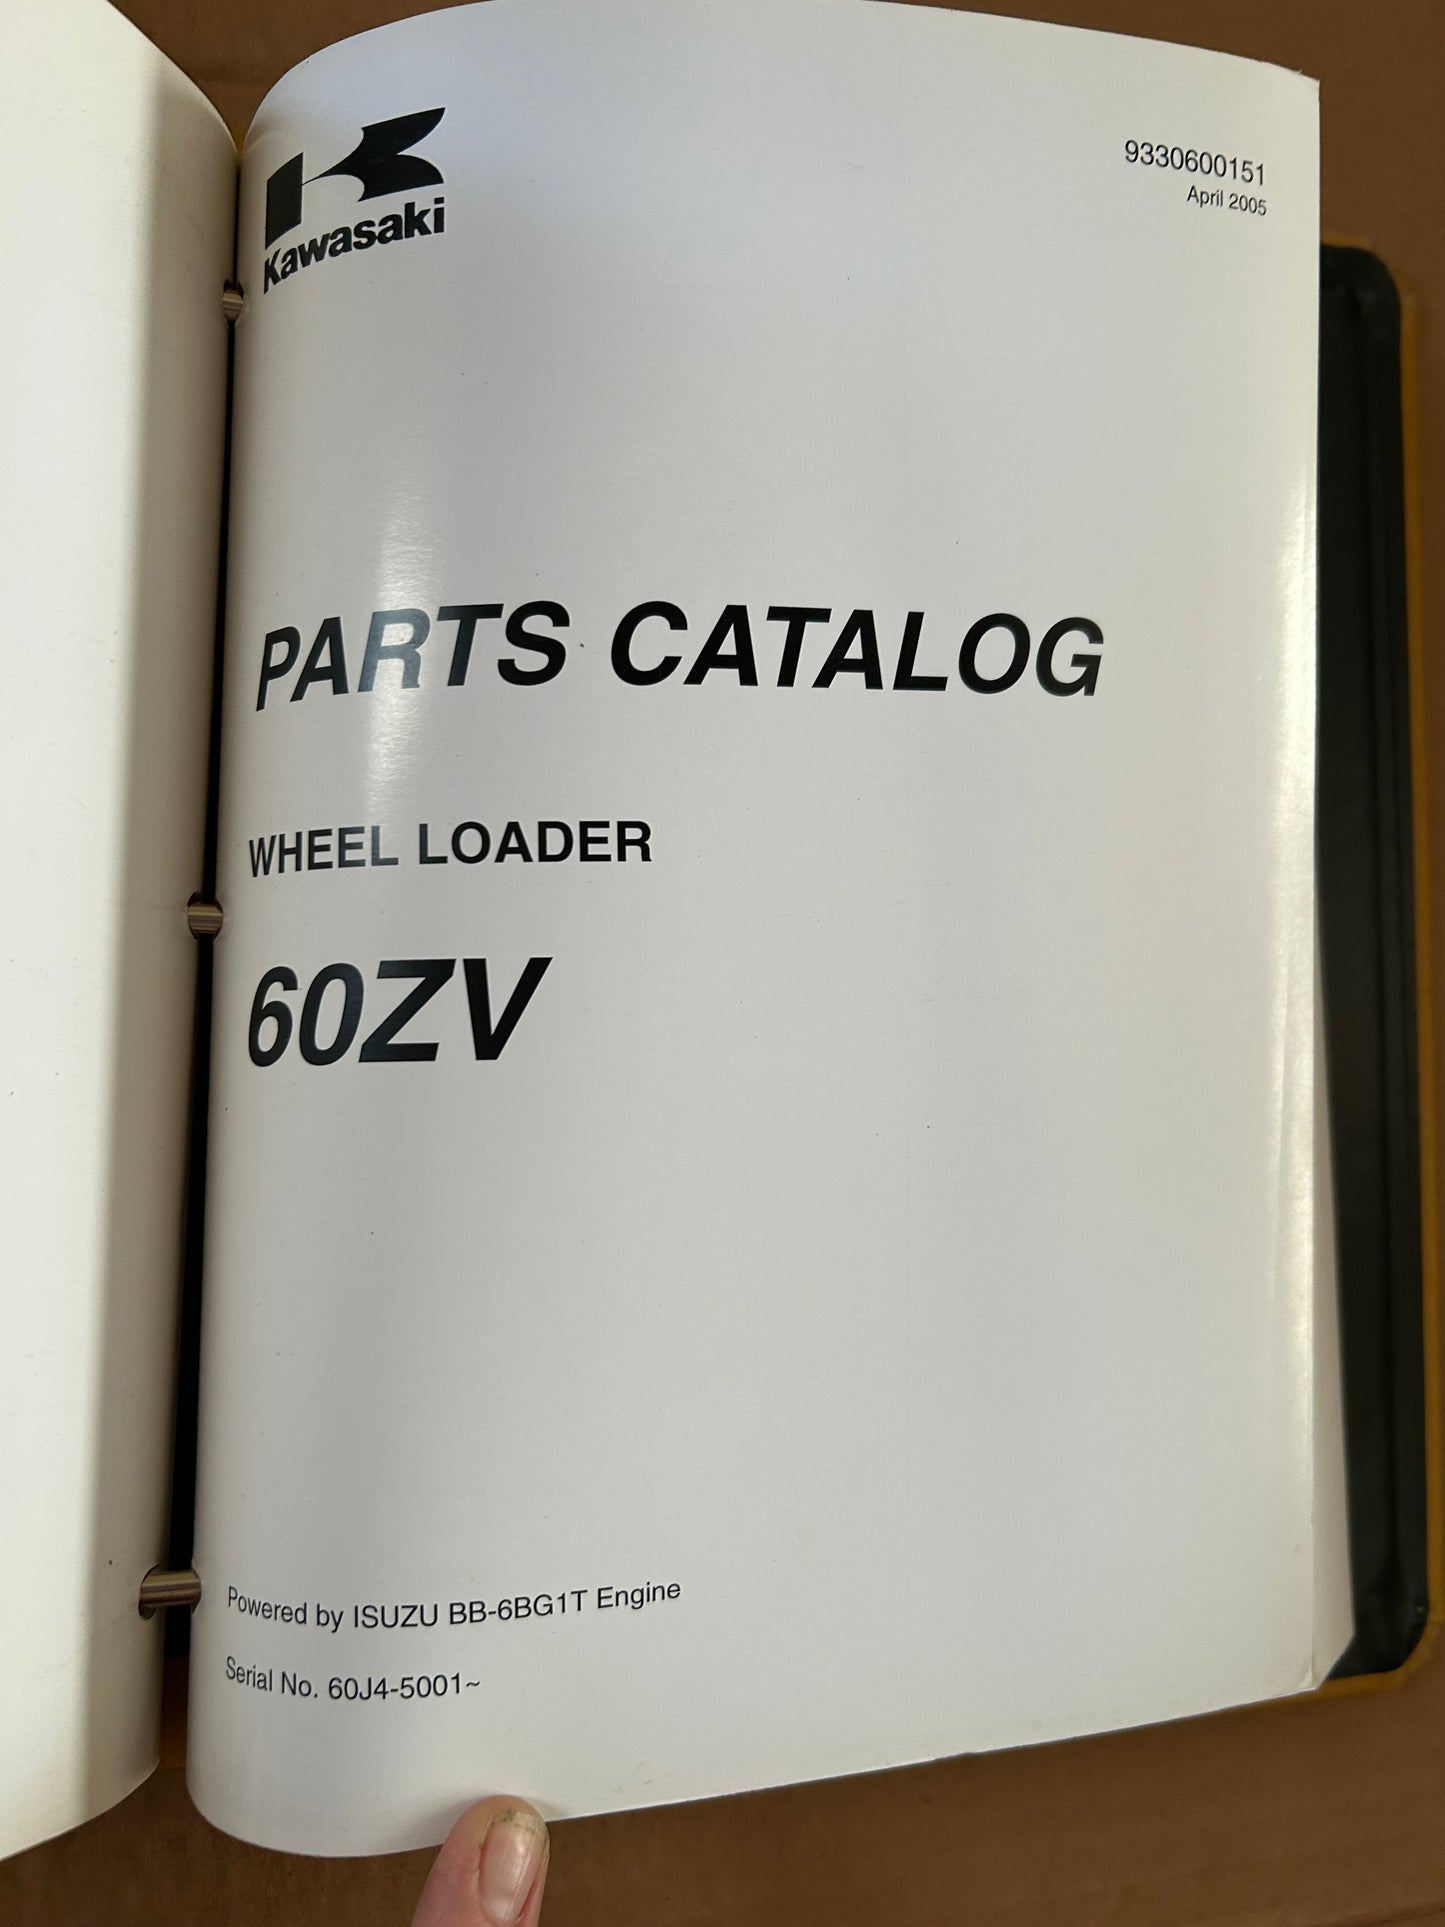 Kawasaki
9330600151
April 2005
PARTS CATALOG
WHEEL LOADER
60ZV
Powered by ISUZU BB-6BG1T Engine
Serial No. 60J4-5001~